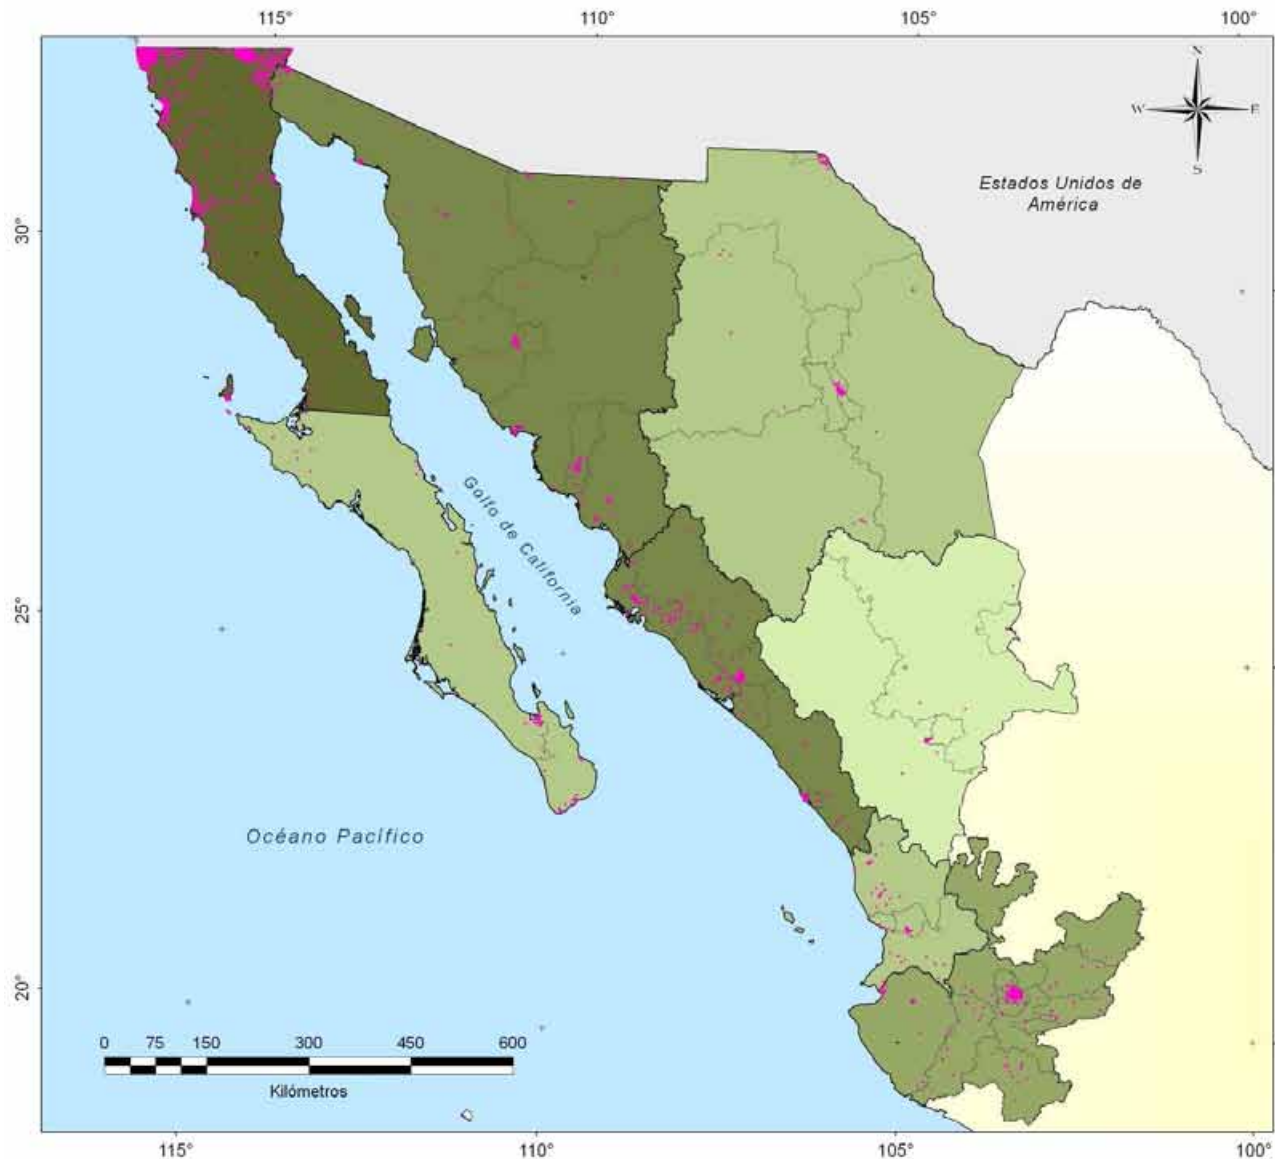 115°
110°
105°
100°
N
W
E
S
Estados Unidos de
América
30°
Golfo de California
25°
Océano Pacífico
20°
0 75 150 300 450 600
Kilómetros
115°
110°
105°
100°